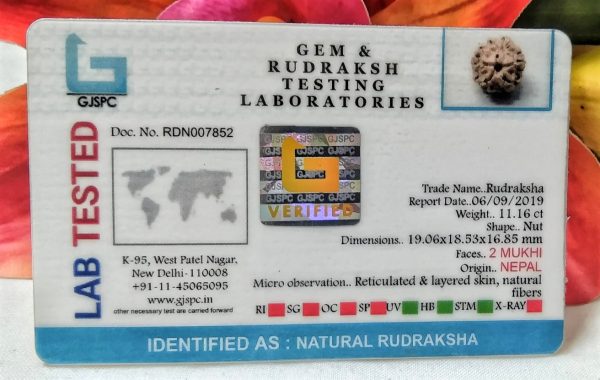 GJSPC
LAB TESTED
GEM &
RUDRAKSH
TESTING
LABORATORIES
Doc. No. RDN007852
GJSPC GJSPC GJSPC
GJSPC
VERIFIED
Trade Name..Rudraksha
Report Date..06/09/2019
Weight.. 11.16 ct
Shape.. Nut
Dimensions.. 19.06x18.53x16.85 mm
Faces.. 2 MUKHI
Origin.. NEPAL
K-95, West Patel Nagar,
New Delhi-110008
+91-11-45065095
www.gjspc.in
other necessary test are carried forward
Micro observation.. Reticulated & layered skin, natural
fibers
RI SG OC SP UV HB STM X-RAY
IDENTIFIED AS : NATURAL RUDRAKSHA